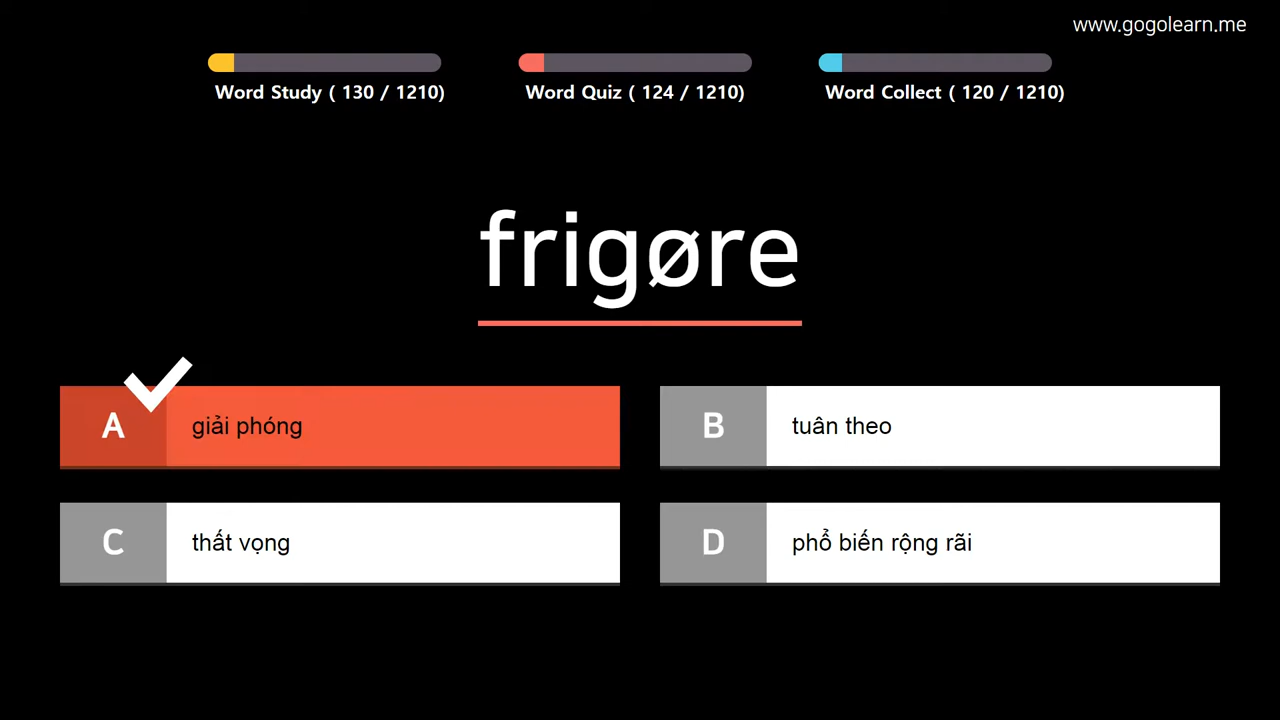 www.gogolearn.me
Word Study ( 130 / 1210)
Word Quiz ( 124 / 1210)
Word Collect ( 120 / 1210)
frigøre
A giải phóng
B tuân theo
C thất vọng
D phổ biến rộng rãi